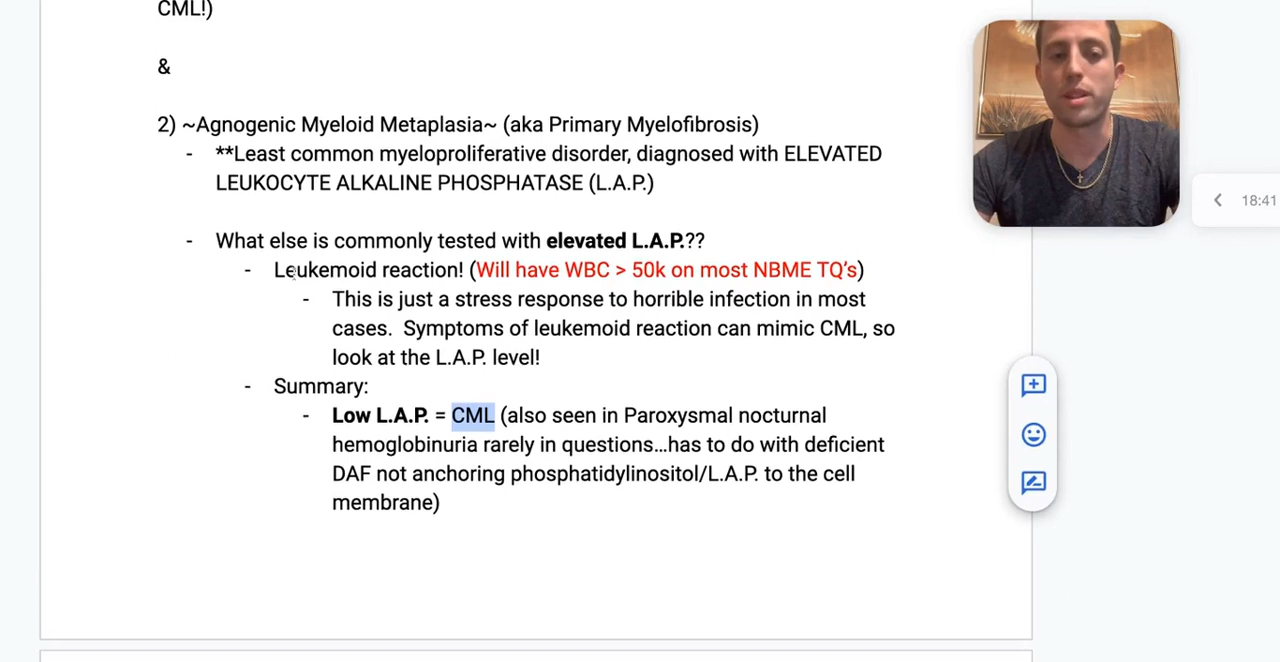 CML!)
&
2) ~Agnogenic Myeloid Metaplasia~ (aka Primary Myelofibrosis)
- **Least common myeloproliferative disorder, diagnosed with ELEVATED
LEUKOCYTE ALKALINE PHOSPHATASE (L.A.P.)
- What else is commonly tested with elevated L.A.P.??
- Leukemoid reaction! (Will have WBC > 50k on most NBME TQ's)
- This is just a stress response to horrible infection in most
cases. Symptoms of leukemoid reaction can mimic CML, so
look at the L.A.P. level!
- Summary:
- Low L.A.P. = CML (also seen in Paroxysmal nocturnal
hemoglobinuria rarely in questions...has to do with deficient
DAF not anchoring phosphatidylinositol/L.A.P. to the cell
membrane)
18:41